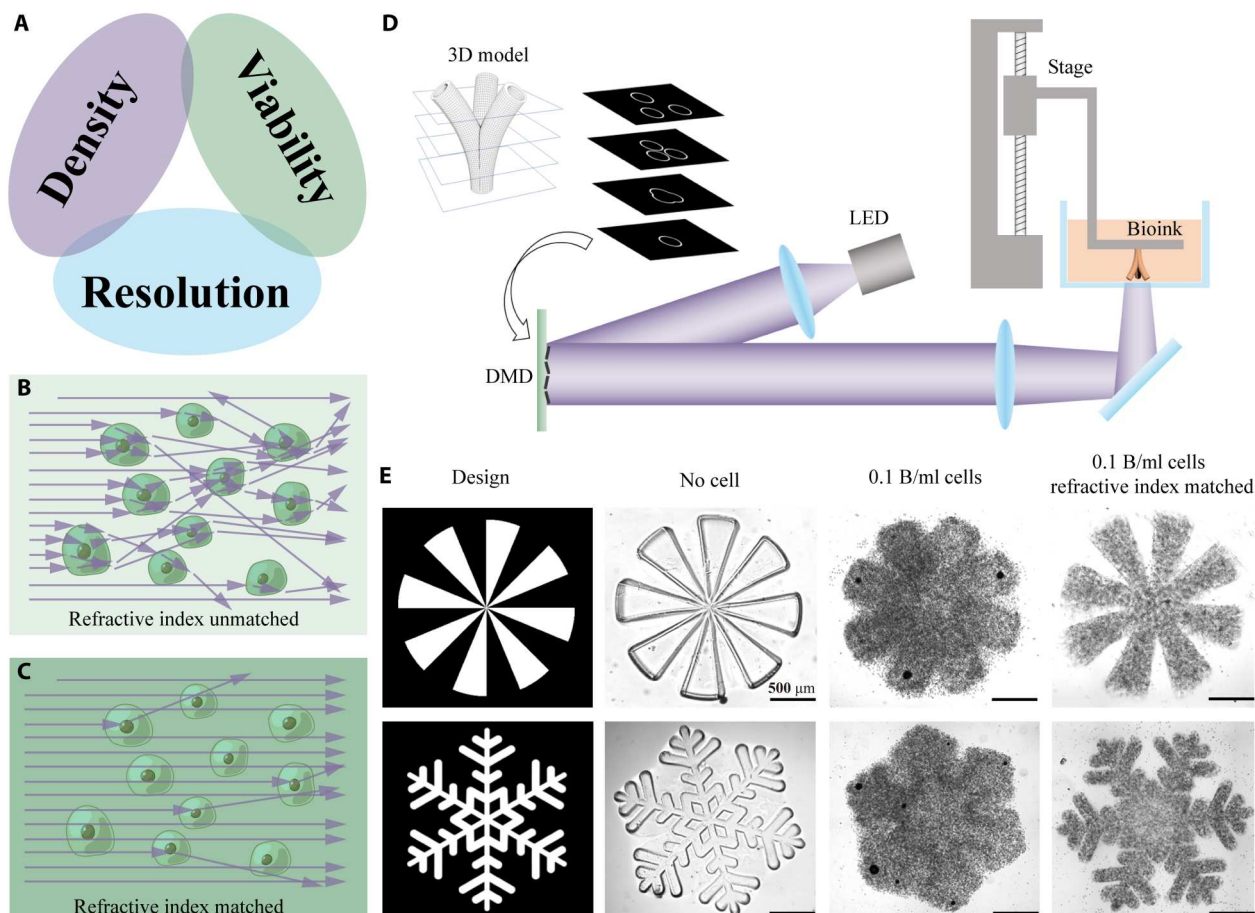 A
Density
Viability
Resolution
B
Refractive index unmatched
C
Refractive index matched
D
3D model
LED
DMD
Stage
Bioink
E
Design
No cell
0.1 B/ml cells
0.1 B/ml cells
refractive index matched
500 μm